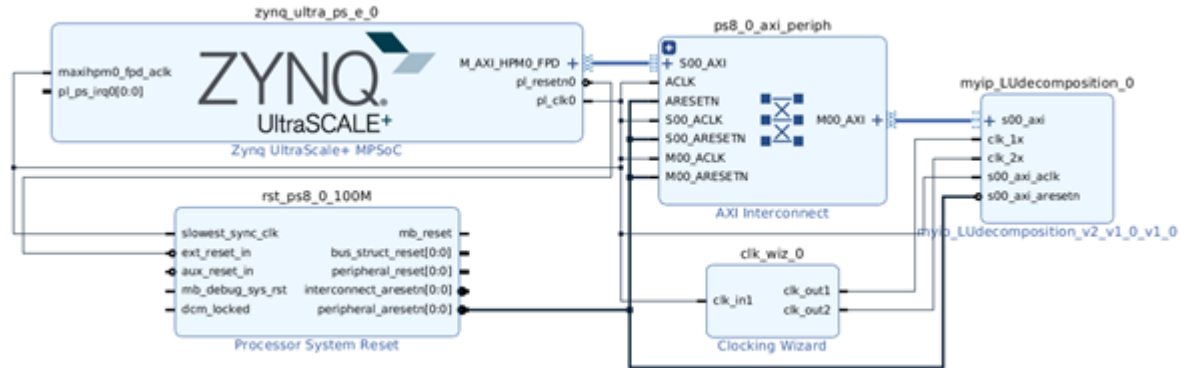 zynq_ultra_ps_e_0
maxihpm0_fpd_aclk
pl_ps_irq0[0:0]
ZYNQ.
UltraSCALE+
M_AXI_HPM0_FPD
pl_resetn0
pl_clk0
Zynq UltraScale+ MPSoC
ps8_0_axi_periph
S00_AXI
ACLK
ARESETN
S00_ACLK
S00_ARESETN
M00_ACLK
M00_ARESETN
M00_AXI
AXI Interconnect
myip_LUdecomposition_0
s00_axi
clk_1x
clk_2x
s00_axi_aclk
s00_axi_aresetn
myip_LUdecomposition_v2_v1_0_v1_0
rst_ps8_0_100M
slowest_sync_clk
ext_reset_in
aux_reset_in
mb_debug_sys_rst
dcm_locked
mb_reset
bus_struct_reset[0:0]
peripheral_reset[0:0]
interconnect_aresetn[0:0]
peripheral_aresetn[0:0]
Processor System Reset
clk_wiz_0
clk_in1
clk_out1
clk_out2
Clocking Wizard